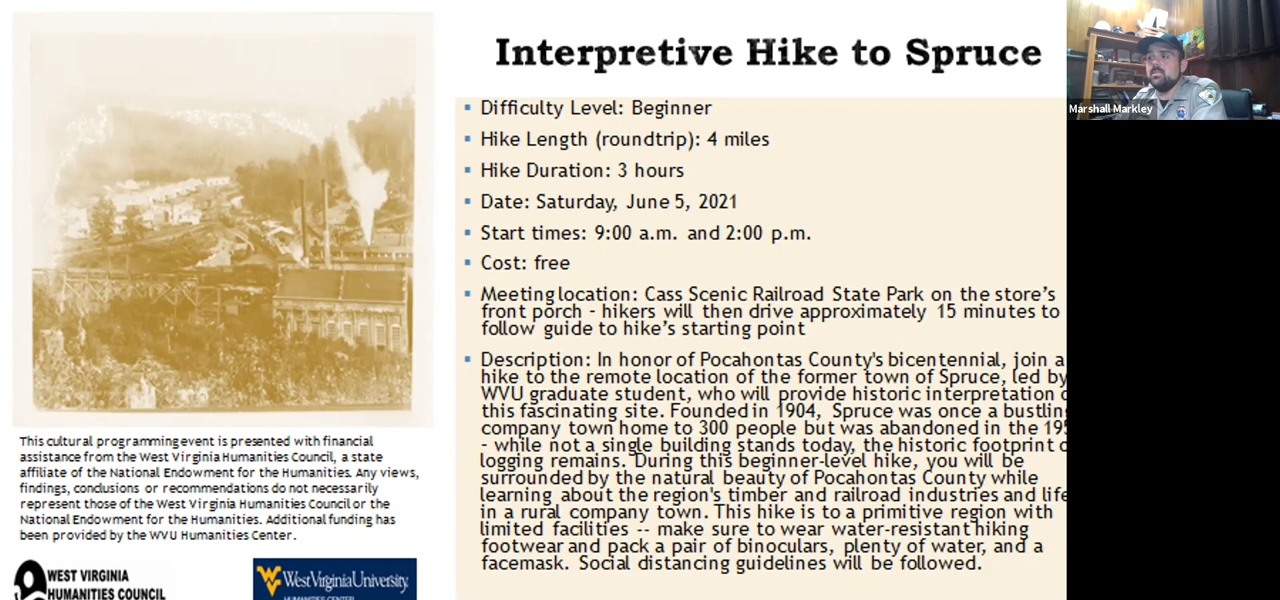 Interpretive Hike to Spruce
Difficulty Level: Beginner
Hike Length (roundtrip): 4 miles
Hike Duration: 3 hours
Date: Saturday, June 5, 2021
Start times: 9:00 a.m. and 2:00 p.m.
Cost: free
Meeting location: Cass Scenic Railroad State Park on the store's
front porch - hikers will then drive approximately 15 minutes to
follow guide to hike's starting point
Description: In honor of Pocahontas County's bicentennial, join a
hike to the remote location of the former town of Spruce, led by
WVU graduate student, who will provide historic interpretation
this fascinating site. Founded in 1904, Spruce was once a bustlin
company town home to 300 people but was abandoned in the 195
- while not a single building stands today, the historic footprint
logging remains. During this beginner-level hike, you will be
surrounded by the natural beauty of Pocahontas County while
learning about the region's timber and railroad industries and life
in a rural company town. This hike is to a primitive region with
limited facilities -- make sure to wear water-resistant hiking
footwear and pack a pair of binoculars, plenty of water, and a
facemask. Social distancing guidelines will be followed.
This cultural programming event is presented with financial
assistance from the West Virginia Humanities Council, a state
affiliate of the National Endowment for the Humanities. Any views,
findings, conclusions or recommendations do not necessarily
represent those of the West Virginia Humanities Council or the
National Endowment for the Humanities. Additional funding has
been provided by the WVU Humanities Center.
WEST VIRGINIA
HUMANITIES COUNCIL
West Virginia University
HUMANITIES CENTER
Marshall Markley